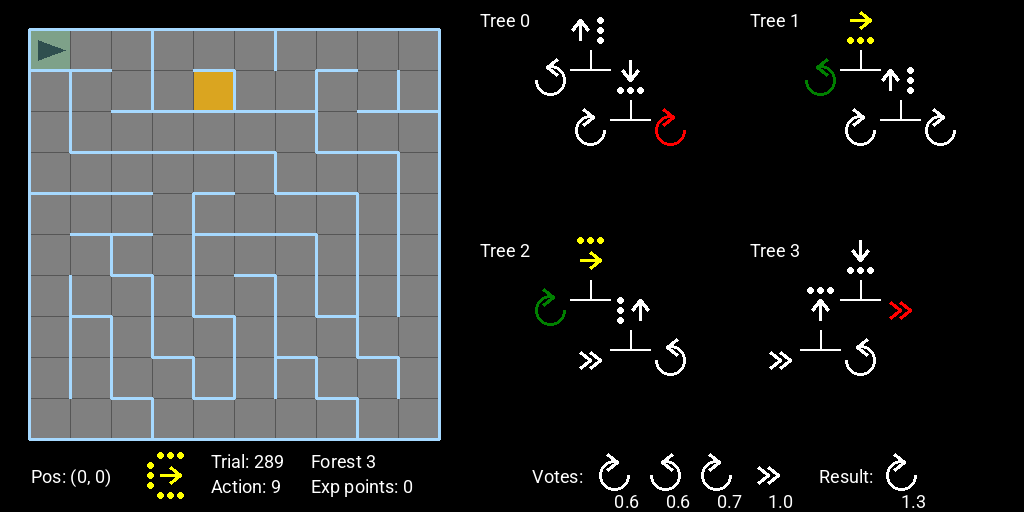 Tree 0
Tree 1
Tree 2
Tree 3
Pos: (0, 0)
Trial: 289
Forest 3
Action: 9
Exp points: 0
Votes:
0.6
0.6
0.7
1.0
Result:
1.3